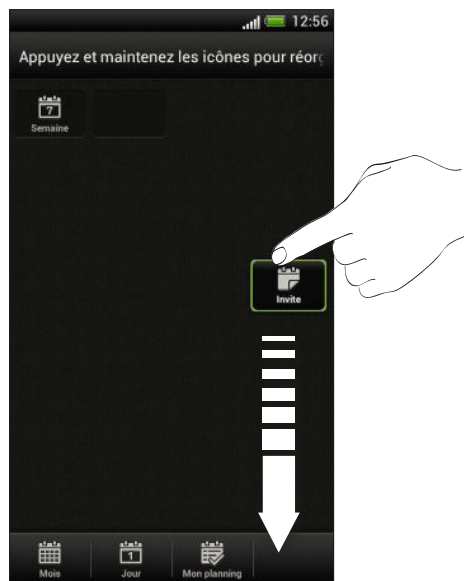 12:56
Appuyez et maintenez les icônes pour réorg
7
Semaine
Invite
1
Mois Jour Mon planning